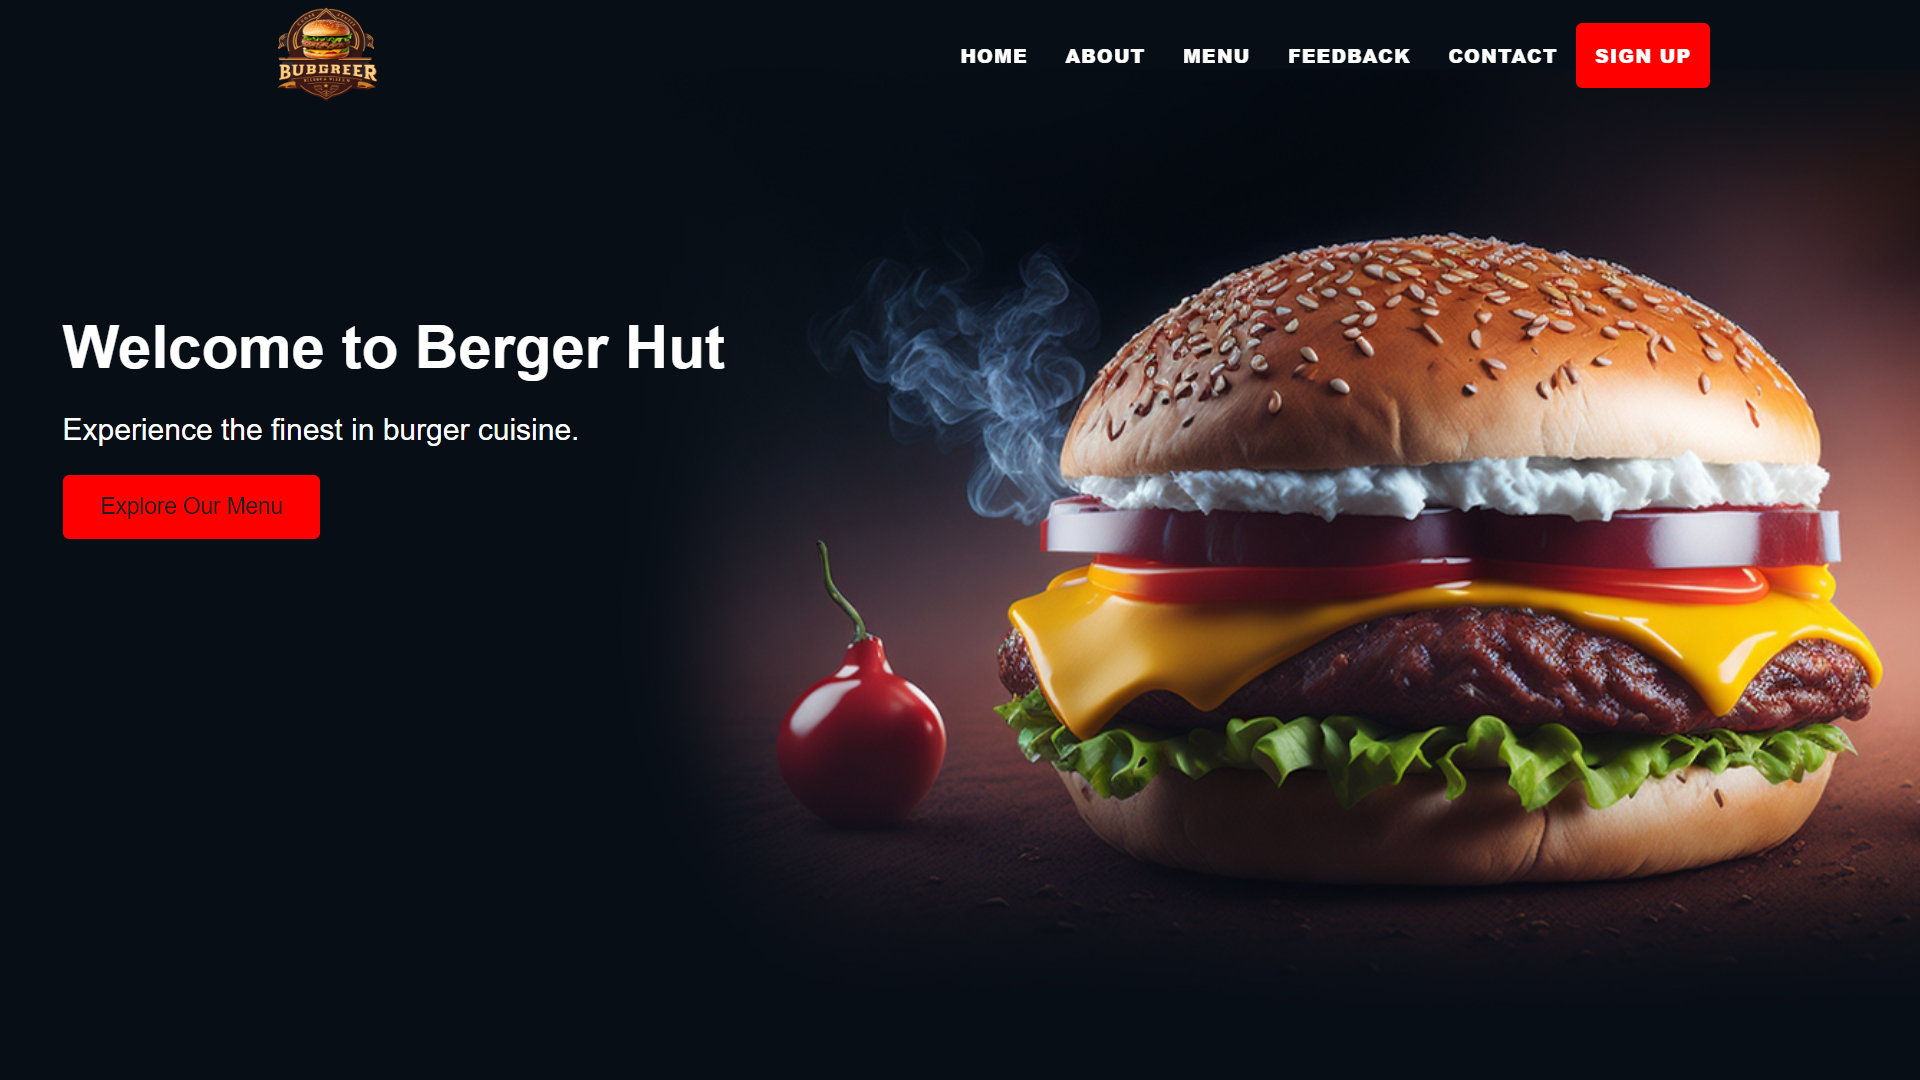 BUBGREER
HOME ABOUT MENU FEEDBACK CONTACT SIGN UP
Welcome to Berger Hut
Experience the finest in burger cuisine.
Explore Our Menu